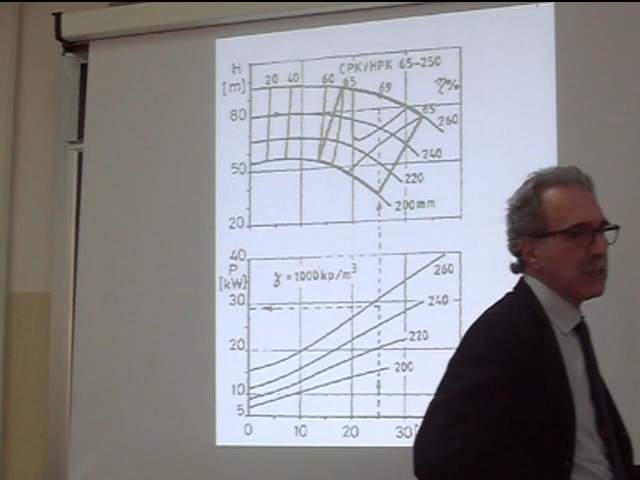 H CPK/HPK 65-250
[m] 20 40 60 65 69 η%
80 65 260
50 240
220
20 200mm
40
P ɣ = 1000kp/m³ 260
[kW]
30 240
220
20 200
10
5
0 10 20 30